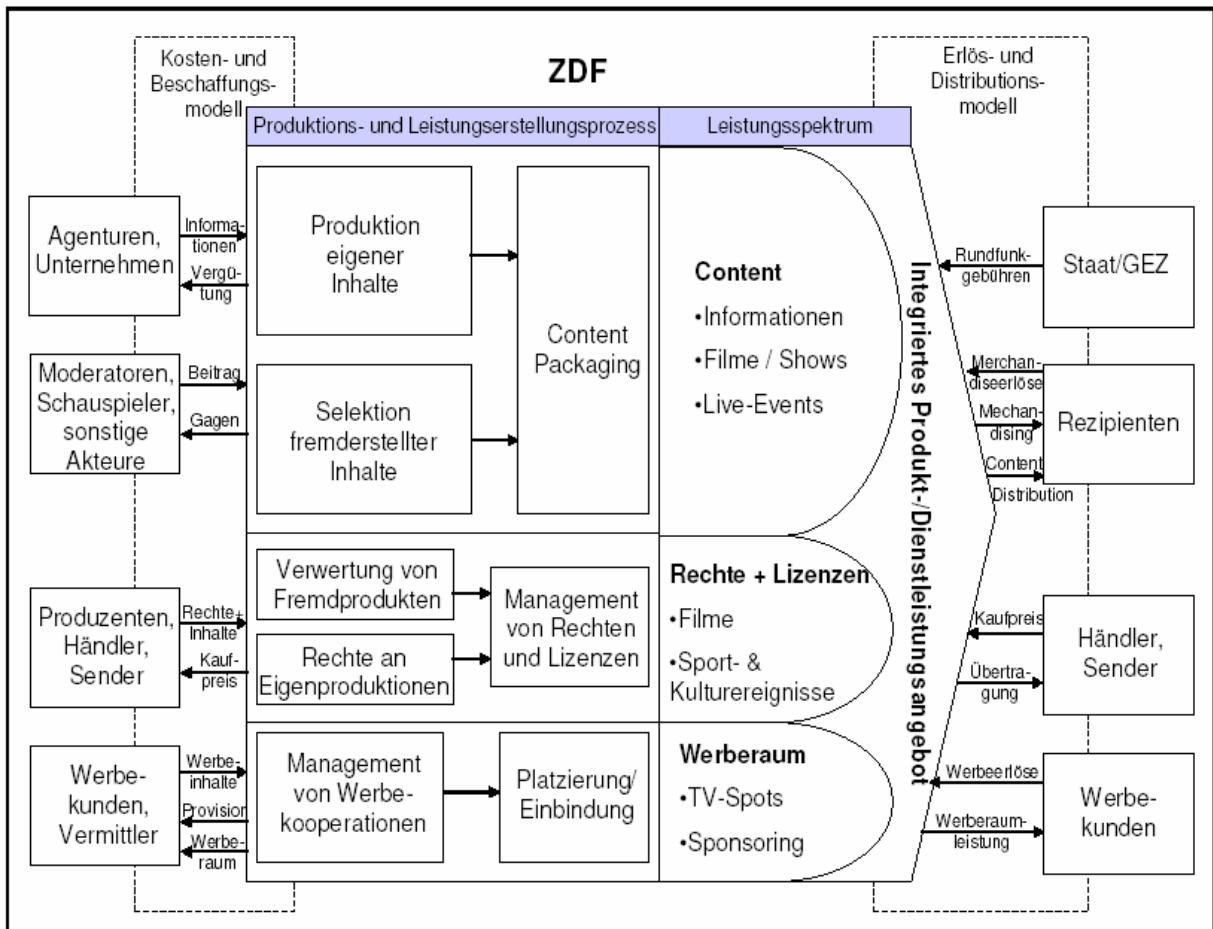 Kosten- und
Beschaffungs-
modell
ZDF
Erlös- und
Distributions-
modell
Produktions- und Leistungserstellungsprozess
Leistungsspektrum
Agenturen,
Unternehmen
Informa-
tionen
Vergü-
tung
Moderatoren,
Schauspieler,
sonstige
Akteure
Beitrag
Gagen
Produzenten,
Händler,
Sender
Rechte+
Inhalte
Kauf-
preis
Werbe-
kunden,
Vermittler
Werbe-
inhalte
Provision
Werbe-
raum
Produktion
eigener
Inhalte
Selektion
fremderstellter
Inhalte
Content
Packaging
Verwertung von
Fremdprodukten
Rechte an
Eigenproduktionen
Management
von Rechten
und Lizenzen
Management
von Werbe-
kooperationen
Platzierung/
Einbindung
Content
•Informationen
•Filme / Shows
•Live-Events
Rechte + Lizenzen
•Filme
•Sport- &
Kulturereignisse
Werberaum
•TV-Spots
•Sponsoring
Integriertes Produkt-/Dienstleistungsangebot
Rundfunk-
gebühren
Staat/GEZ
Merchan-
diseerlöse
Mechan-
dising
Content
Distribution
Rezipienten
Kaufpreis
Übertra-
gung
Händler,
Sender
Werbeerlöse
Werberaum-
leistung
Werbe-
kunden